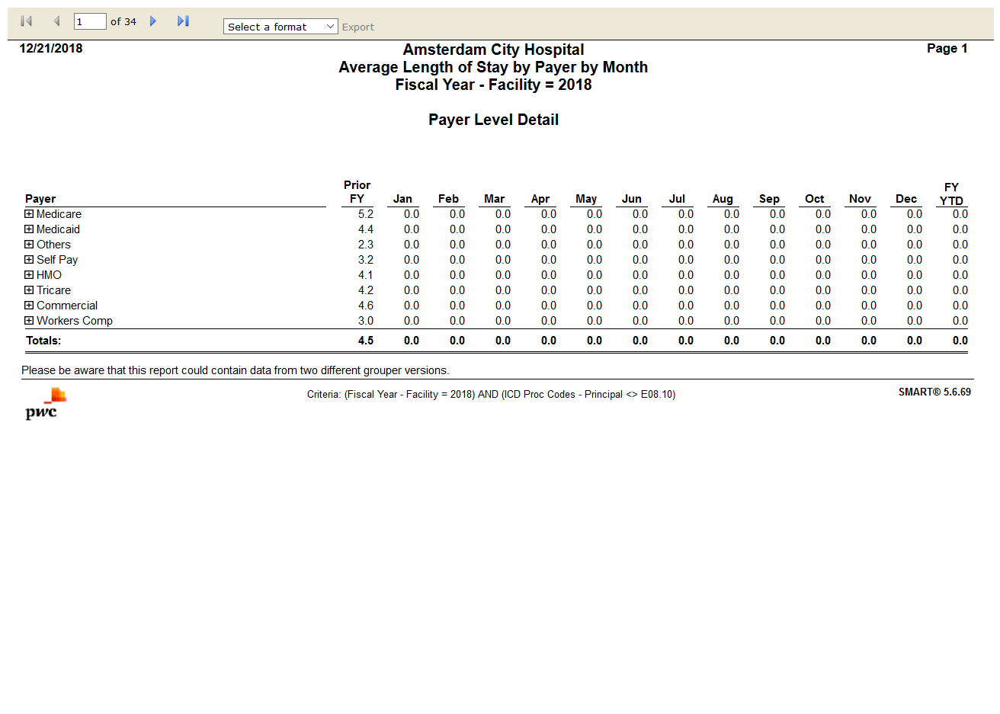 1 of 34 Select a format Export
12/21/2018 Amsterdam City Hospital Page 1
Average Length of Stay by Payer by Month
Fiscal Year - Facility = 2018
Payer Level Detail
Payer Prior FY Jan Feb Mar Apr May Jun Jul Aug Sep Oct Nov Dec FY YTD
Medicare 5.2 0.0 0.0 0.0 0.0 0.0 0.0 0.0 0.0 0.0 0.0 0.0 0.0 0.0
Medicaid 4.4 0.0 0.0 0.0 0.0 0.0 0.0 0.0 0.0 0.0 0.0 0.0 0.0 0.0
Others 2.3 0.0 0.0 0.0 0.0 0.0 0.0 0.0 0.0 0.0 0.0 0.0 0.0 0.0
Self Pay 3.2 0.0 0.0 0.0 0.0 0.0 0.0 0.0 0.0 0.0 0.0 0.0 0.0 0.0
HMO 4.1 0.0 0.0 0.0 0.0 0.0 0.0 0.0 0.0 0.0 0.0 0.0 0.0 0.0
Tricare 4.2 0.0 0.0 0.0 0.0 0.0 0.0 0.0 0.0 0.0 0.0 0.0 0.0 0.0
Commercial 4.6 0.0 0.0 0.0 0.0 0.0 0.0 0.0 0.0 0.0 0.0 0.0 0.0 0.0
Workers Comp 3.0 0.0 0.0 0.0 0.0 0.0 0.0 0.0 0.0 0.0 0.0 0.0 0.0 0.0
Totals: 4.5 0.0 0.0 0.0 0.0 0.0 0.0 0.0 0.0 0.0 0.0 0.0 0.0 0.0
Please be aware that this report could contain data from two different grouper versions.
pwc Criteria: (Fiscal Year - Facility = 2018) AND (ICD Proc Codes - Principal <> E08.10) SMART® 5.6.69